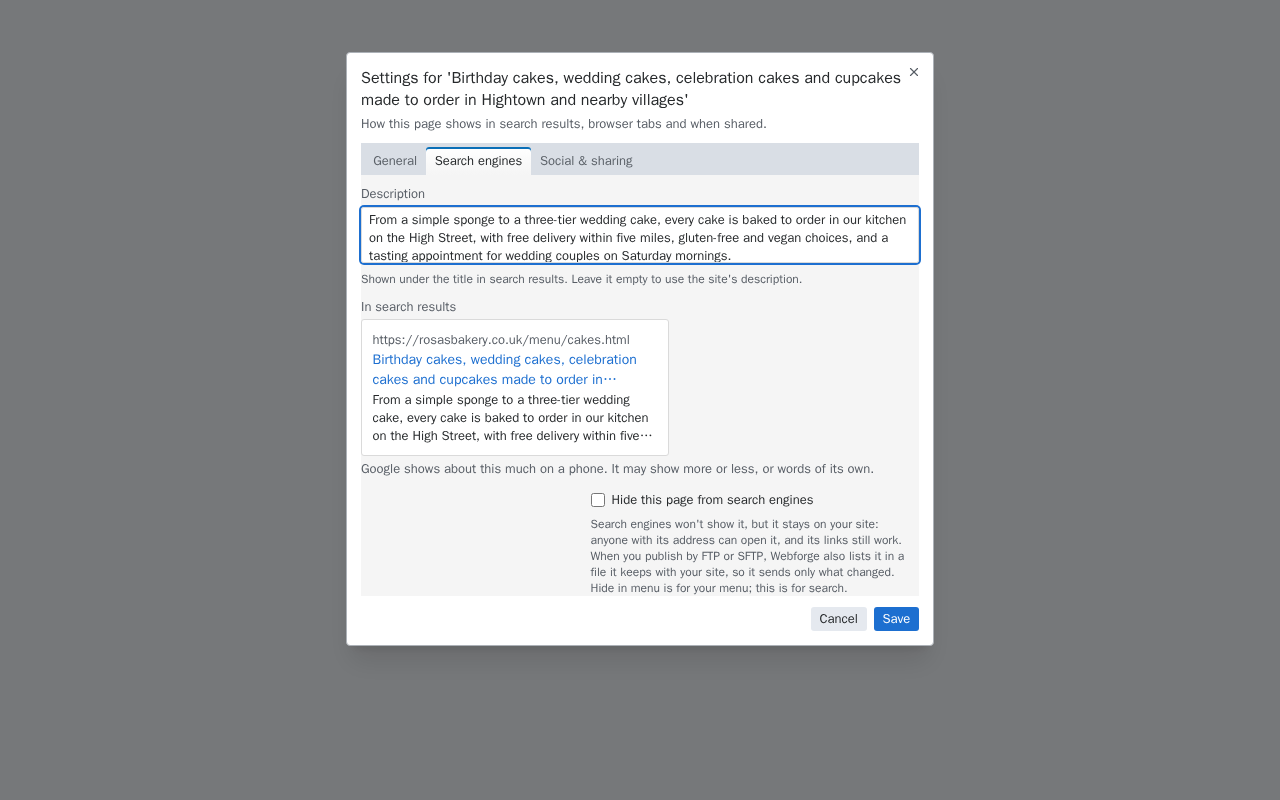 Settings for 'Birthday cakes, wedding cakes, celebration cakes and cupcakes
made to order in Hightown and nearby villages'
How this page shows in search results, browser tabs and when shared.
General Search engines Social & sharing
Description
From a simple sponge to a three-tier wedding cake, every cake is baked to order in our kitchen
on the High Street, with free delivery within five miles, gluten-free and vegan choices, and a
tasting appointment for wedding couples on Saturday mornings.
Shown under the title in search results. Leave it empty to use the site's description.
In search results
https://rosasbakery.co.uk/menu/cakes.html
Birthday cakes, wedding cakes, celebration
cakes and cupcakes made to order in…
From a simple sponge to a three-tier wedding
cake, every cake is baked to order in our kitchen
on the High Street, with free delivery within five…
Google shows about this much on a phone. It may show more or less, or words of its own.
Hide this page from search engines
Search engines won't show it, but it stays on your site:
anyone with its address can open it, and its links still work.
When you publish by FTP or SFTP, Webforge also lists it in a
file it keeps with your site, so it sends only what changed.
Hide in menu is for your menu; this is for search.
Cancel Save